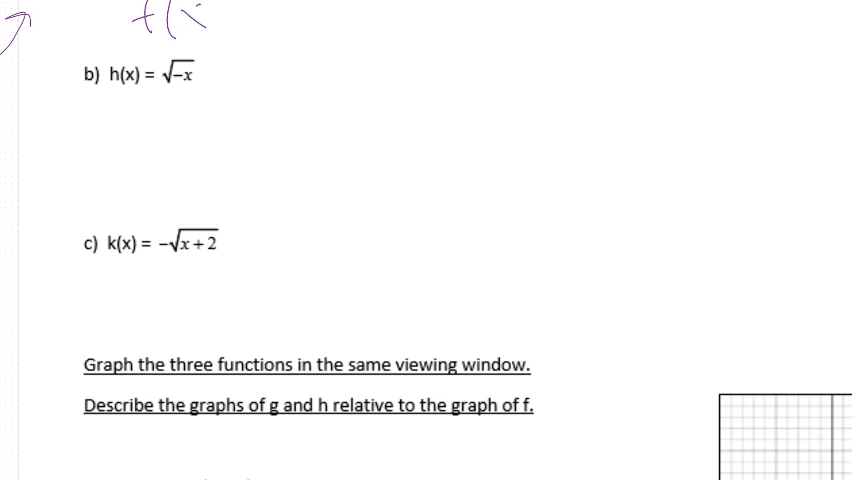 f(x
b) h(x) = √-x
c) k(x) = -√x+2
Graph the three functions in the same viewing window.
Describe the graphs of g and h relative to the graph of f.